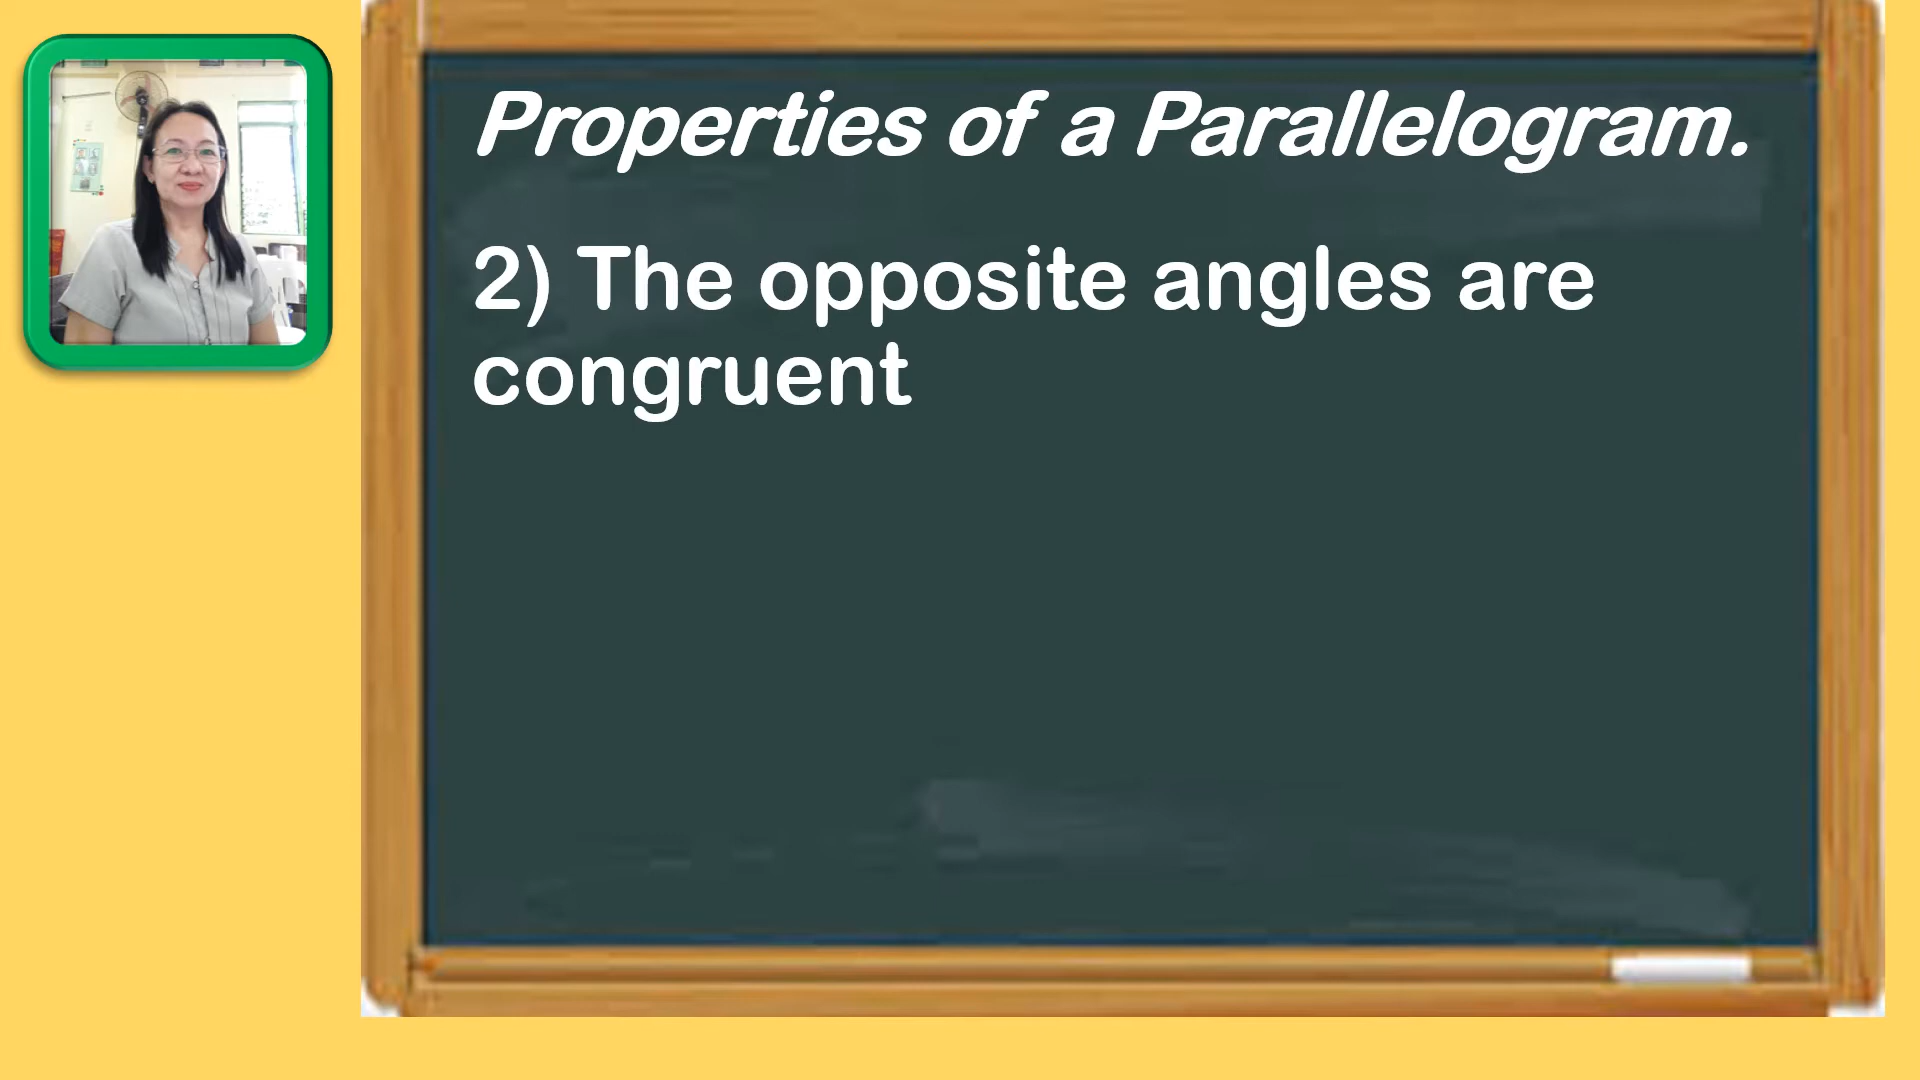 Properties of a Parallelogram.
2) The opposite angles are
congruent